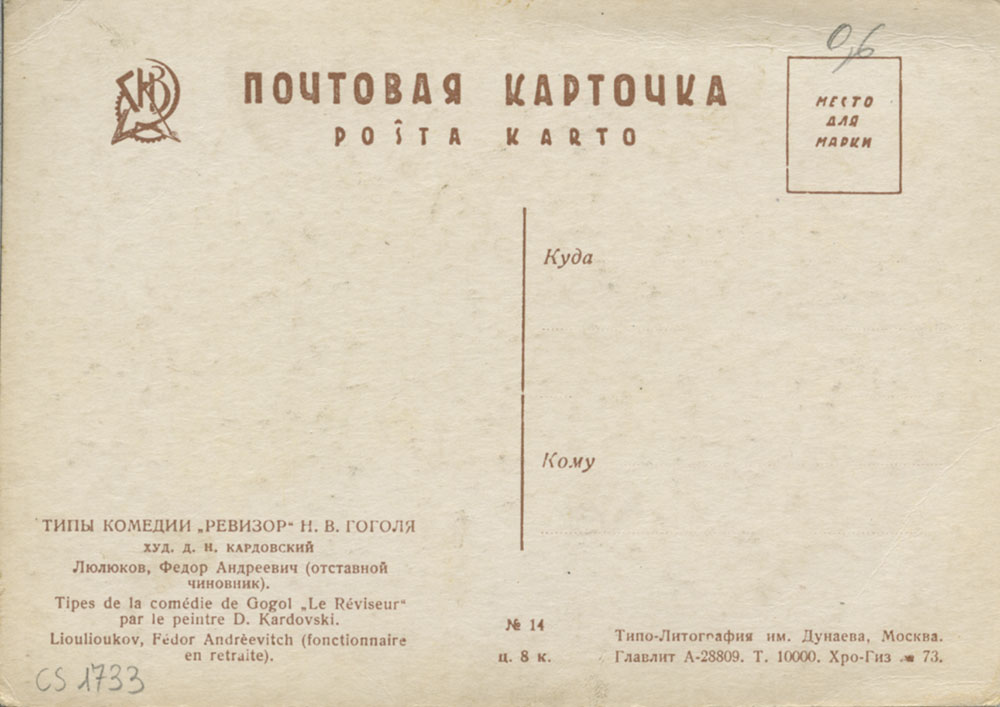 0,6
ПОЧТОВАЯ КАРТОЧКА
POŜTA KARTO
МЕСТО
ДЛЯ
МАРКИ
Куда
Кому
ТИПЫ КОМЕДИИ „РЕВИЗОР“ Н. В. ГОГОЛЯ
ХУД. Д. Н. КАРДОВСКИЙ
Люлюков, Федор Андреевич (отставной
чиновник).
Tipes de la comédie de Gogol „Le Réviseur“
par le peintre D. Kardovski.
Lioulioukov, Fédor Andrèevitch (fonctionnaire
en retraite).
№ 14
ц. 8 к.
Типо-Литография им. Дунаева, Москва.
Главлит А-28809. Т. 10000. Хро-Гиз № 73.
CS 1733